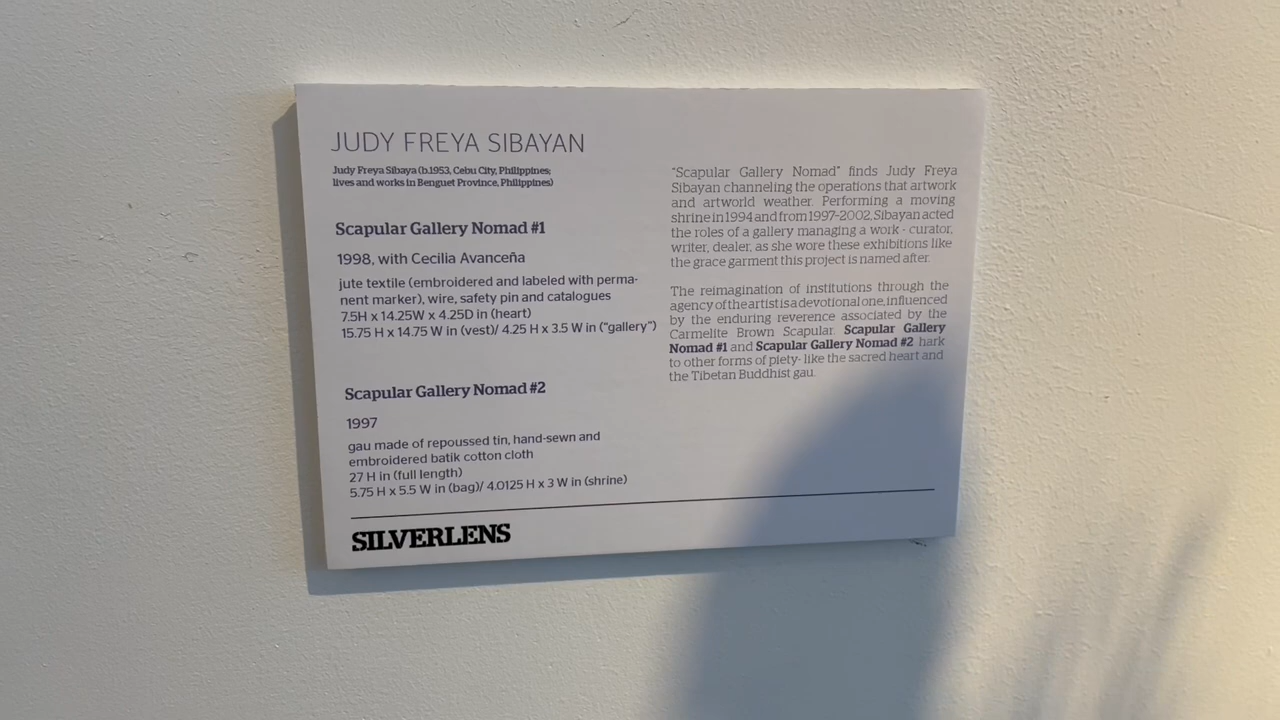 JUDY FREYA SIBAYAN
Judy Freya Sibaya (b.1953, Cebu City, Philippines;
lives and works in Benguet Province, Philippines)
Scapular Gallery Nomad #1
1998, with Cecilia Avanceña
jute textile (embroidered and labeled with perma-
nent marker), wire, safety pin and catalogues
7.5H x 14.25W x 4.25D in (heart)
15.75 H x 14.75 W in (vest)/ 4.25 H x 3.5 W in ("gallery")
Scapular Gallery Nomad #2
1997
gau made of repoussed tin, hand-sewn and
embroidered batik cotton cloth
27 H in (full length)
5.75 H x 5.5 W in (bag)/ 4.0125 H x 3 W in (shrine)
"Scapular Gallery Nomad" finds Judy Freya
Sibayan channeling the operations that artwork
and artworld weather. Performing a moving
shrine in 1994 and from 1997-2002, Sibayan acted
the roles of a gallery managing a work - curator,
writer, dealer, as she wore these exhibitions like
the grace garment this project is named after.
The reimagination of institutions through the
agency of the artist is a devotional one, influenced
by the enduring reverence associated by the
Carmelite Brown Scapular. Scapular Gallery
Nomad #1 and Scapular Gallery Nomad #2 hark
to other forms of piety- like the sacred heart and
the Tibetan Buddhist gau.
SILVERLENS